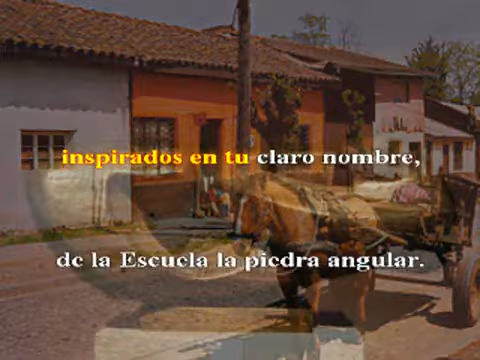 inspirados en tu claro nombre,
de la Escuela la piedra angular.